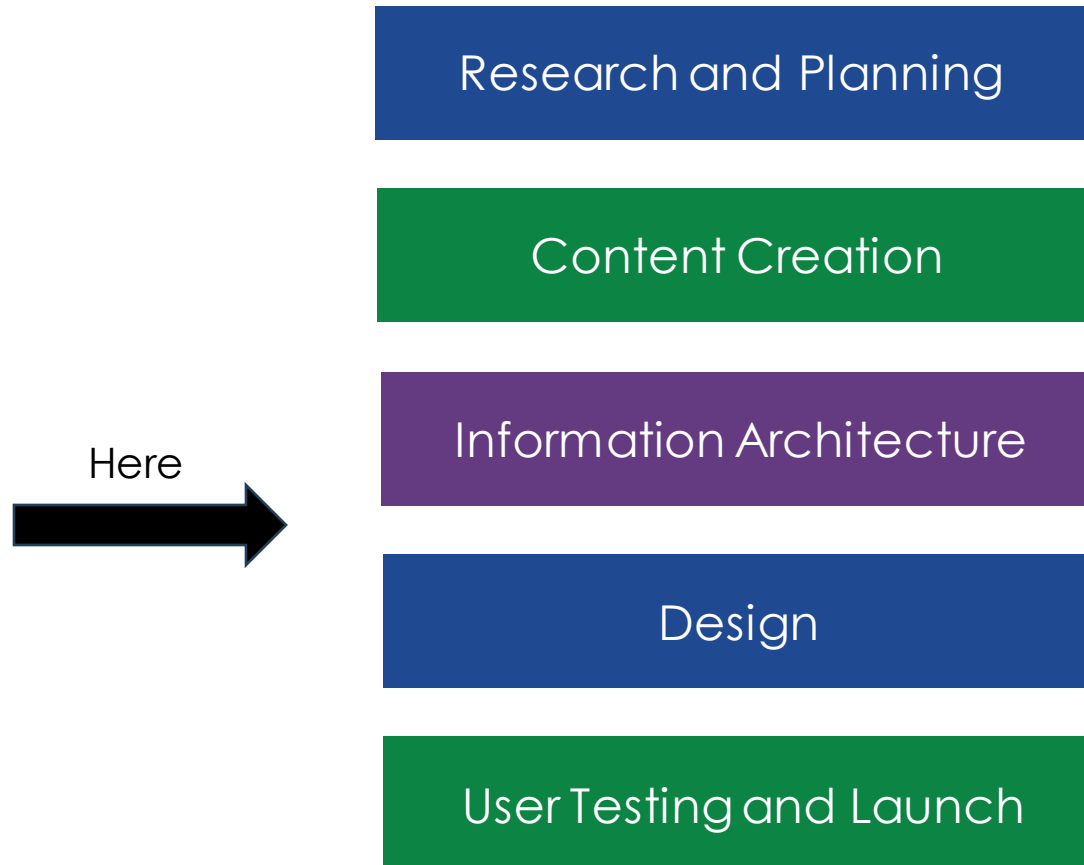 Research and Planning
Content Creation
Information Architecture
Here
Design
User Testing and Launch